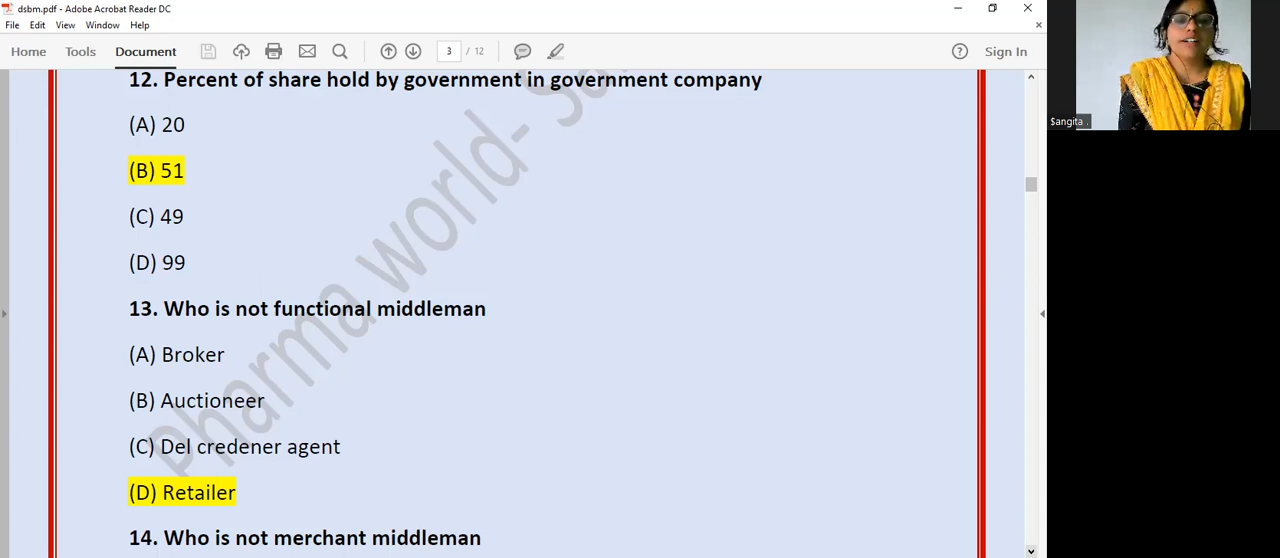 dsbm.pdf - Adobe Acrobat Reader DC
File Edit View Window Help
Home Tools Document 3 / 12 Sign In
12. Percent of share hold by government in government company
(A) 20
(B) 51
(C) 49
(D) 99
13. Who is not functional middleman
(A) Broker
(B) Auctioneer
(C) Del credener agent
(D) Retailer
14. Who is not merchant middleman
Pharma world-
Sangita .